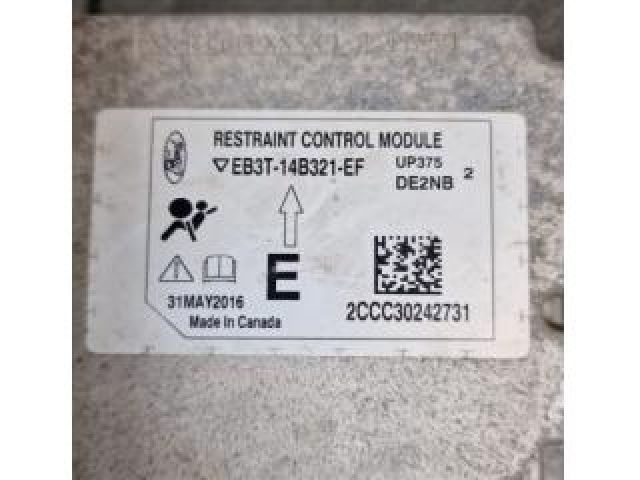 RESTRAINT CONTROL MODULE
EB3T-14B321-EF
UP375
DE2NB 2
E
31MAY2016
Made In Canada
2CCC30242731